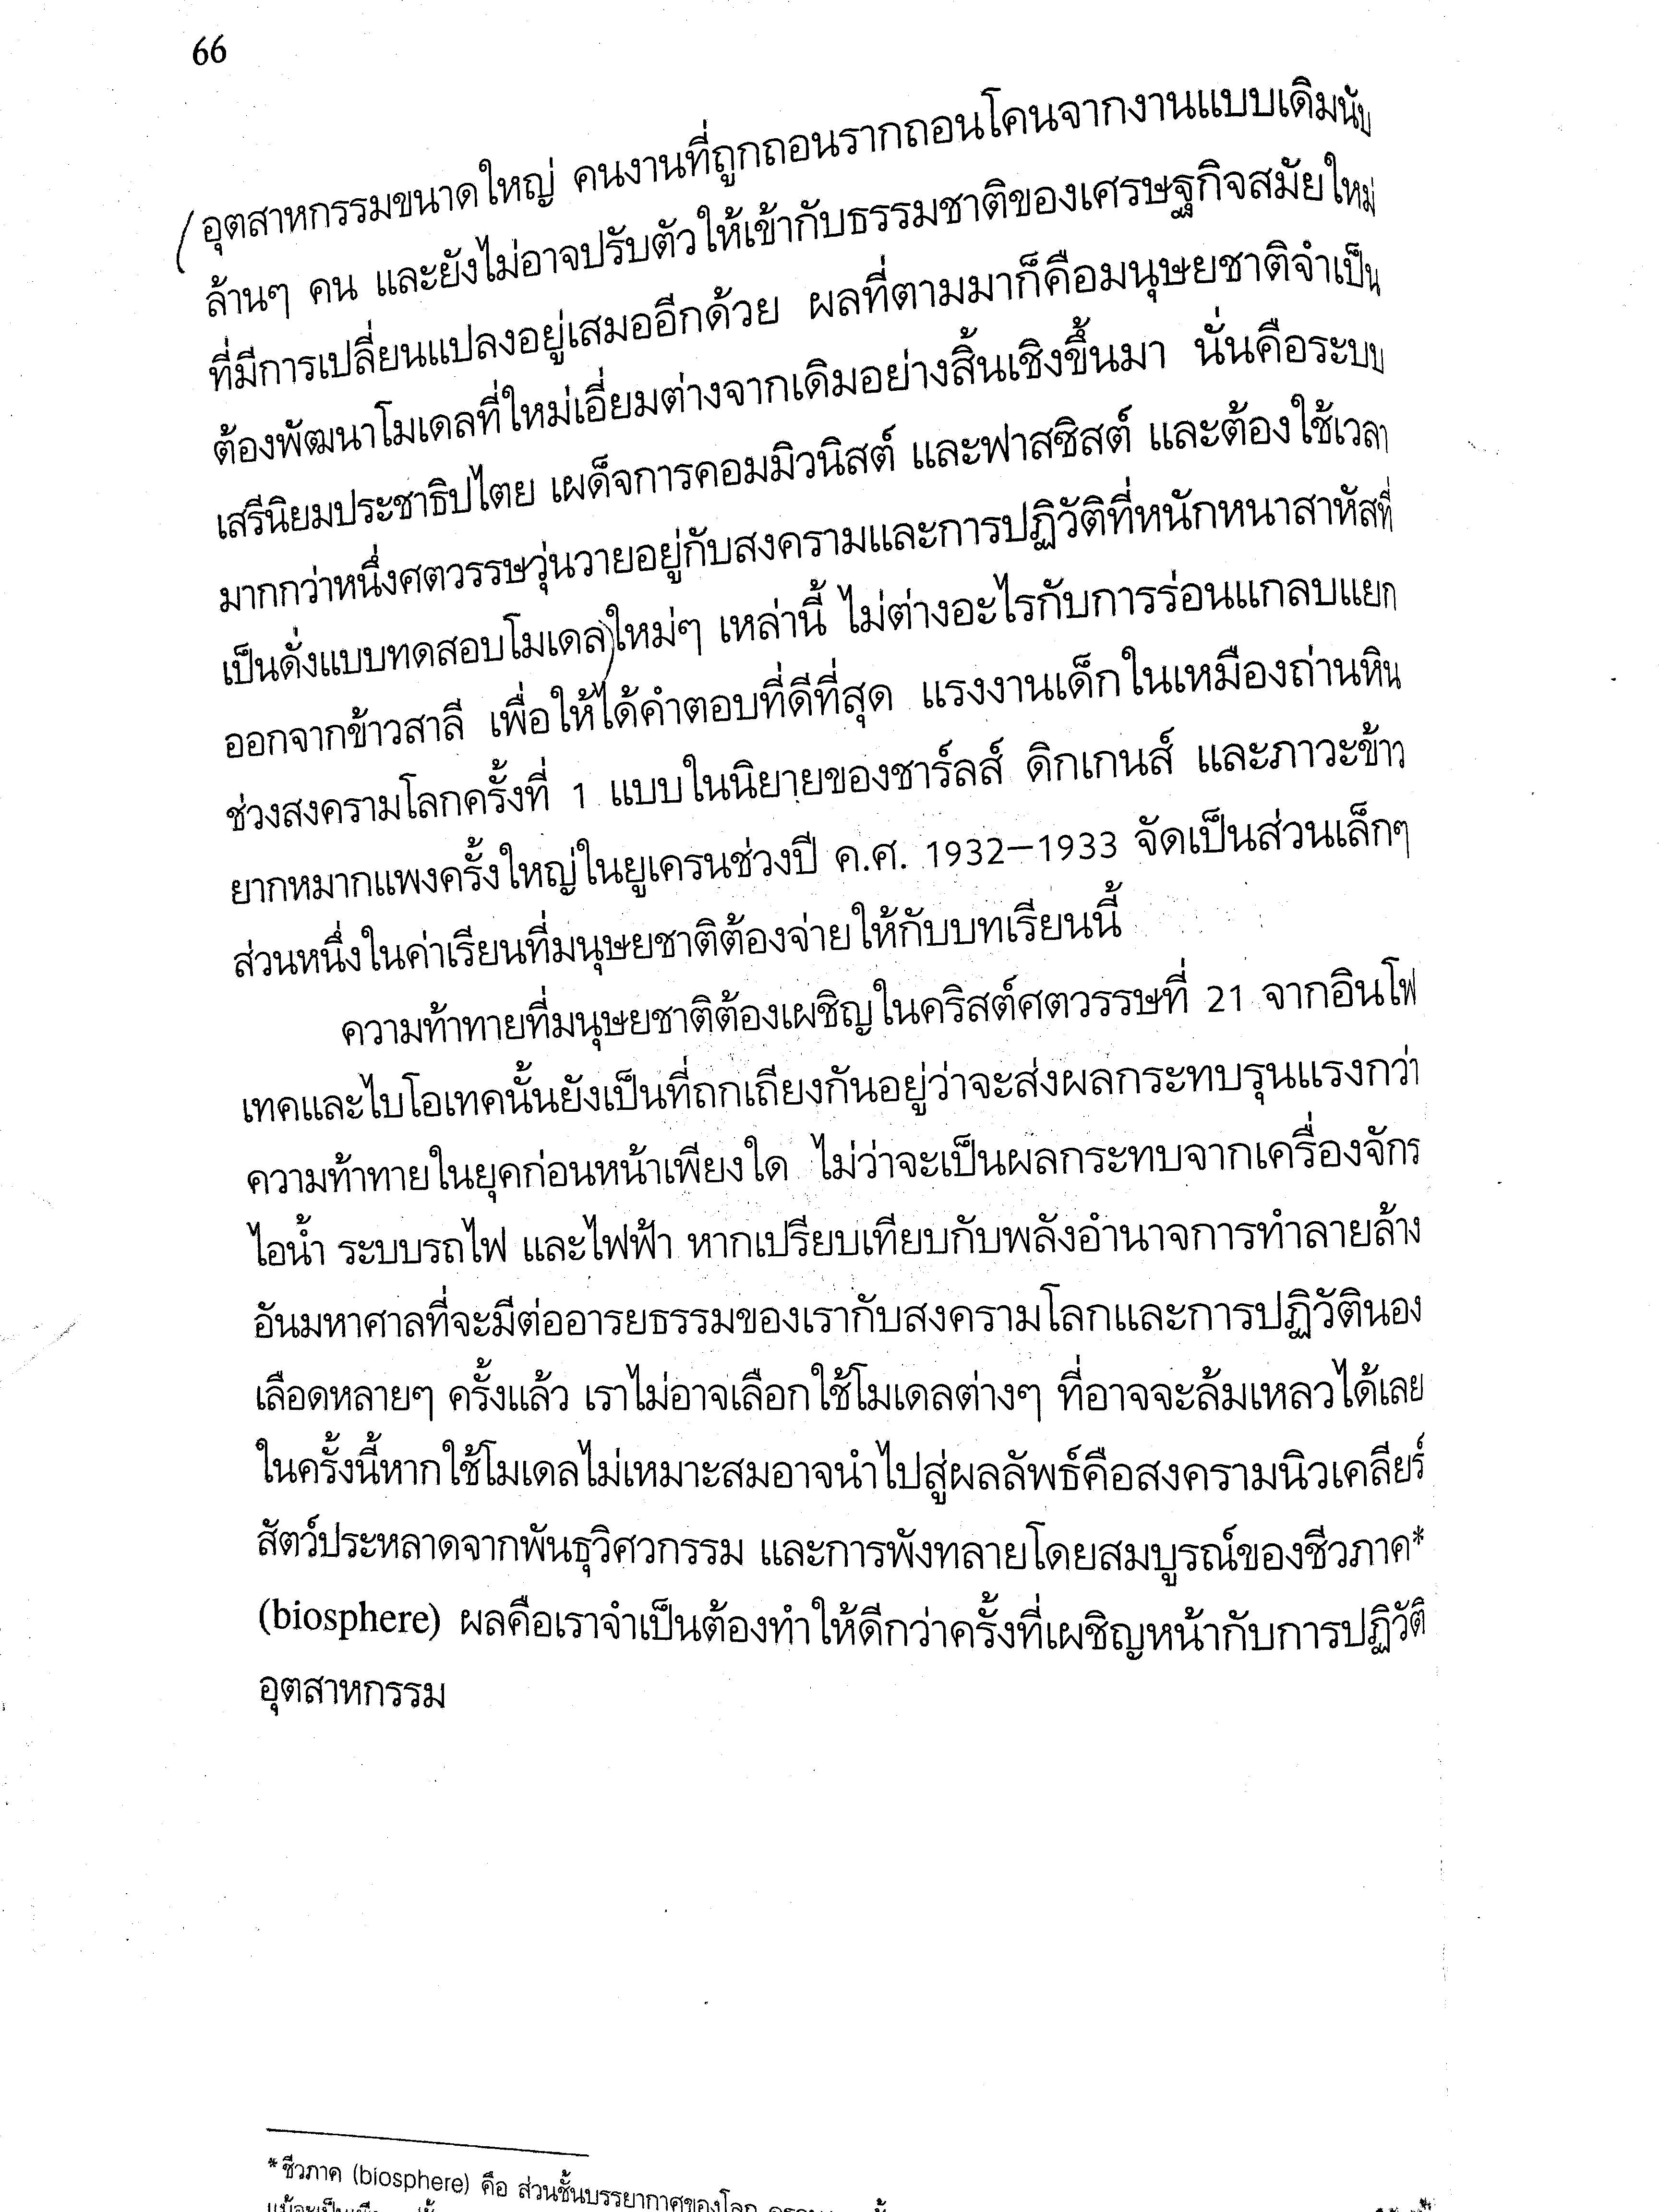 66
อุตสาหกรรมขนาดใหญ่ คนงานที่ถูกถอนรากถอนโคนจากงานแบบเดิมนับ
ล้านๆ คน และยังไม่อาจปรับตัวให้เข้ากับธรรมชาติของเศรษฐกิจสมัยใหม่
ที่มีการเปลี่ยนแปลงอยู่เสมออีกด้วย ผลที่ตามมาก็คือมนุษยชาติจำเป็น
ต้องพัฒนาโมเดลที่ใหม่เอี่ยมต่างจากเดิมอย่างสิ้นเชิงขึ้นมา นั่นคือระบบ
เสรีนิยมประชาธิปไตย เผด็จการคอมมิวนิสต์ และฟาสซิสต์ และต้องใช้เวลา
มากกว่าหนึ่งศตวรรษวุ่นวายอยู่กับสงครามและการปฏิวัติที่หนักหนาสาหัสที่
เป็นดั่งแบบทดสอบโมเดลใหม่ๆ เหล่านี้ ไม่ต่างอะไรกับการร่อนแกลบแยก
ออกจากข้าวสาลี เพื่อให้ได้คำตอบที่ดีที่สุด แรงงานเด็กในเหมืองถ่านหิน
ช่วงสงครามโลกครั้งที่ 1 แบบในนิยายของชาร์ลส์ ดิกเกนส์ และภาวะข้าว
ยากหมากแพงครั้งใหญ่ในยูเครนช่วงปี ค.ศ. 1932–1933 จัดเป็นส่วนเล็กๆ
ส่วนหนึ่งในค่าเรียนที่มนุษยชาติต้องจ่ายให้กับบทเรียนนี้
ความท้าทายที่มนุษยชาติต้องเผชิญในคริสต์ศตวรรษที่ 21 จากอินโฟ
เทคและไบโอเทคนั้นยังเป็นที่ถกเถียงกันอยู่ว่าจะส่งผลกระทบรุนแรงกว่า
ความท้าทายในยุคก่อนหน้าเพียงใด ไม่ว่าจะเป็นผลกระทบจากเครื่องจักร
ไอน้ำ ระบบรถไฟ และไฟฟ้า หากเปรียบเทียบกับพลังอำนาจการทำลายล้าง
อันมหาศาลที่จะมีต่ออารยธรรมของเรากับสงครามโลกและการปฏิวัตินอง
เลือดหลายๆ ครั้งแล้ว เราไม่อาจเลือกใช้โมเดลต่างๆ ที่อาจจะล้มเหลวได้เลย
ในครั้งนี้หากใช้โมเดลไม่เหมาะสมอาจนำไปสู่ผลลัพธ์คือสงครามนิวเคลียร์
สัตว์ประหลาดจากพันธุวิศวกรรม และการพังทลายโดยสมบูรณ์ของชีวภาค*
(biosphere) ผลคือเราจำเป็นต้องทำให้ดีกว่าครั้งที่เผชิญหน้ากับการปฏิวัติ
อุตสาหกรรม
*ชีวภาค (biosphere) คือ ส่วนชั้นบรรยากาศของโลก